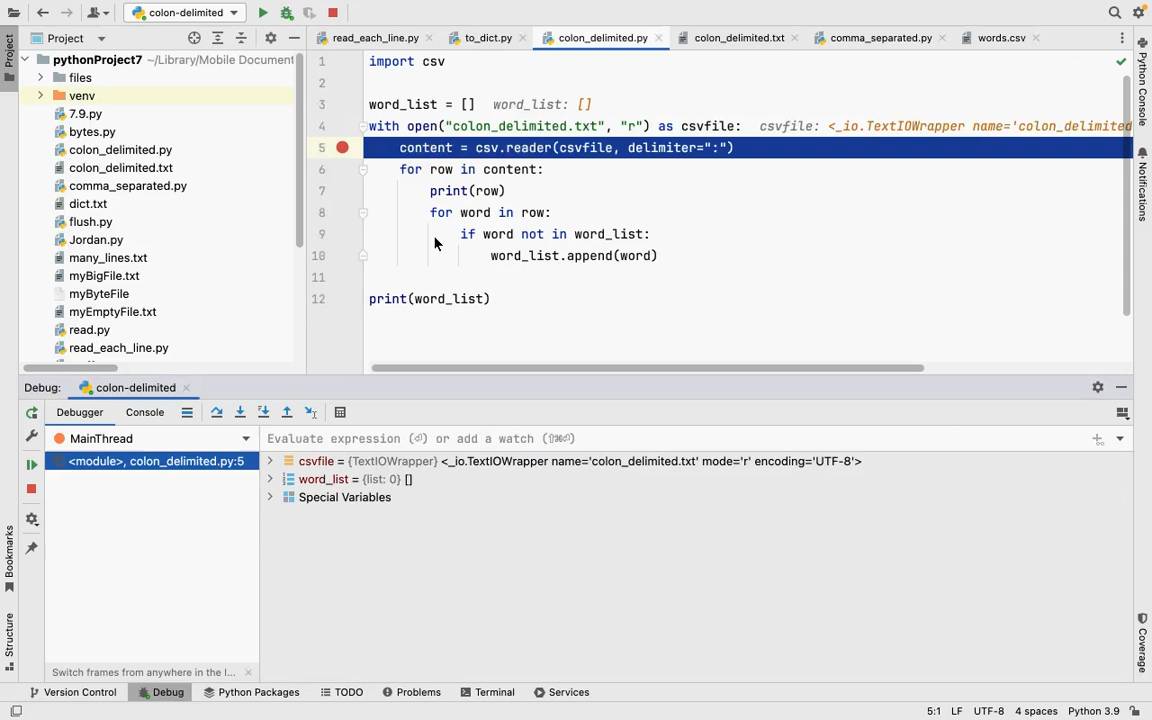 colon-delimited
Project
pythonProject7 ~/Library/Mobile Document
files
venv
7.9.py
bytes.py
colon_delimited.py
colon_delimited.txt
comma_separated.py
dict.txt
flush.py
Jordan.py
many_lines.txt
myBigFile.txt
myByteFile
myEmptyFile.txt
read.py
read_each_line.py
Project
Bookmarks
Structure
read_each_line.py
to_dict.py
colon_delimited.py
colon_delimited.txt
comma_separated.py
words.csv
1 import csv
2
3 word_list = [] word_list: []
4 with open("colon_delimited.txt", "r") as csvfile: csvfile: <_io.TextIOWrapper name='colon_delimited
5 content = csv.reader(csvfile, delimiter=":")
6 for row in content:
7 print(row)
8 for word in row:
9 if word not in word_list:
10 word_list.append(word)
11
12 print(word_list)
Python Console
Notifications
Coverage
Debug: colon-delimited
Debugger Console
MainThread
<module>, colon_delimited.py:5
Switch frames from anywhere in the I...
Evaluate expression (⏎) or add a watch (⇧⌘⏎)
csvfile = {TextIOWrapper} <_io.TextIOWrapper name='colon_delimited.txt' mode='r' encoding='UTF-8'>
word_list = {list: 0} []
Special Variables
Version Control Debug Python Packages TODO Problems Terminal Services
5:1 LF UTF-8 4 spaces Python 3.9